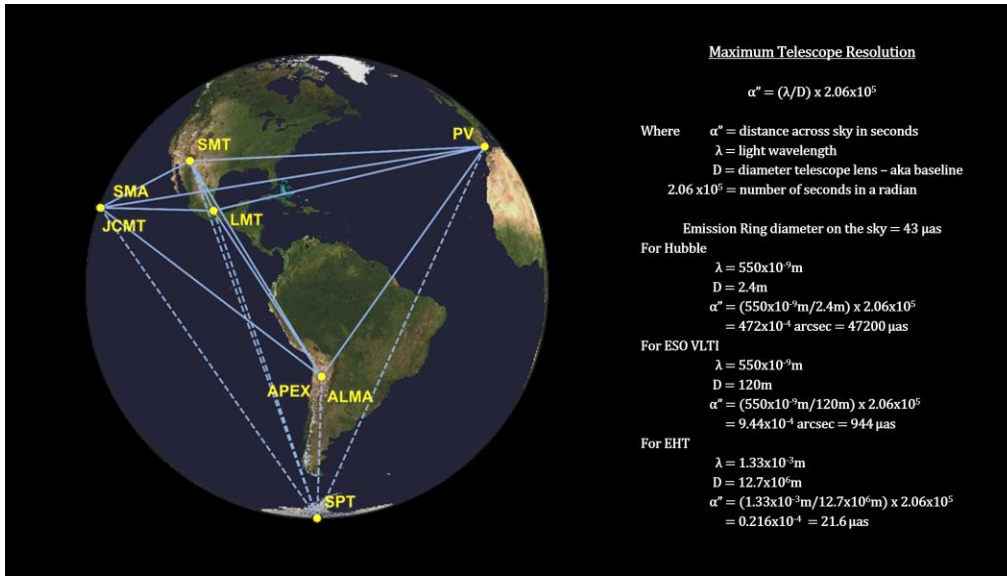 SMT
PV
SMA
JCMT
LMT
APEX
ALMA
SPT
Maximum Telescope Resolution
α” = (λ/D) x 2.06x10⁵
Where α” = distance across sky in seconds
λ = light wavelength
D = diameter telescope lens – aka baseline
2.06 x10⁵ = number of seconds in a radian
Emission Ring diameter on the sky = 43 μas
For Hubble
λ = 550x10⁻⁹m
D = 2.4m
α” = (550x10⁻⁹m/2.4m) x 2.06x10⁵
= 472x10⁻⁴ arcsec = 47200 μas
For ESO VLTI
λ = 550x10⁻⁹m
D = 120m
α” = (550x10⁻⁹m/120m) x 2.06x10⁵
= 9.44x10⁻⁴ arcsec = 944 μas
For EHT
λ = 1.33x10⁻³m
D = 12.7x10⁶m
α” = (1.33x10⁻³m/12.7x10⁶m) x 2.06x10⁵
= 0.216x10⁻⁴ = 21.6 μas